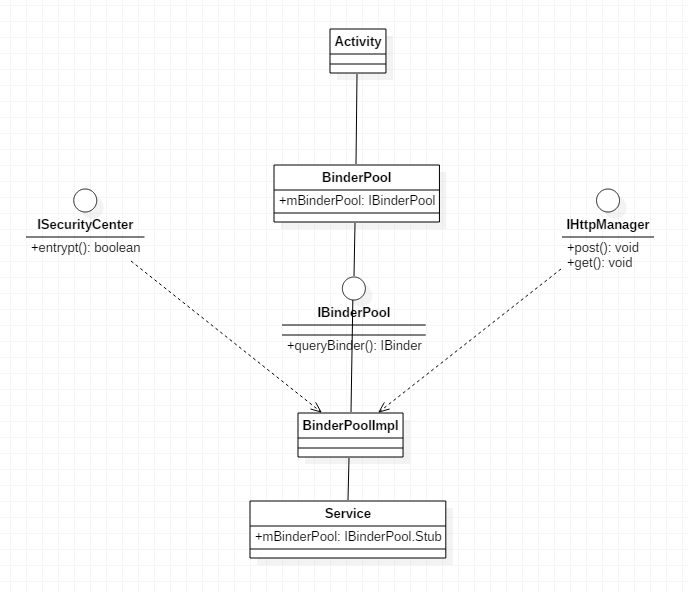 Activity
BinderPool
+mBinderPool: IBinderPool
ISecurityCenter
+entrypt(): boolean
IHttpManager
+post(): void
+get(): void
IBinderPool
+queryBinder(): IBinder
BinderPoolImpl
Service
+mBinderPool: IBinderPool.Stub